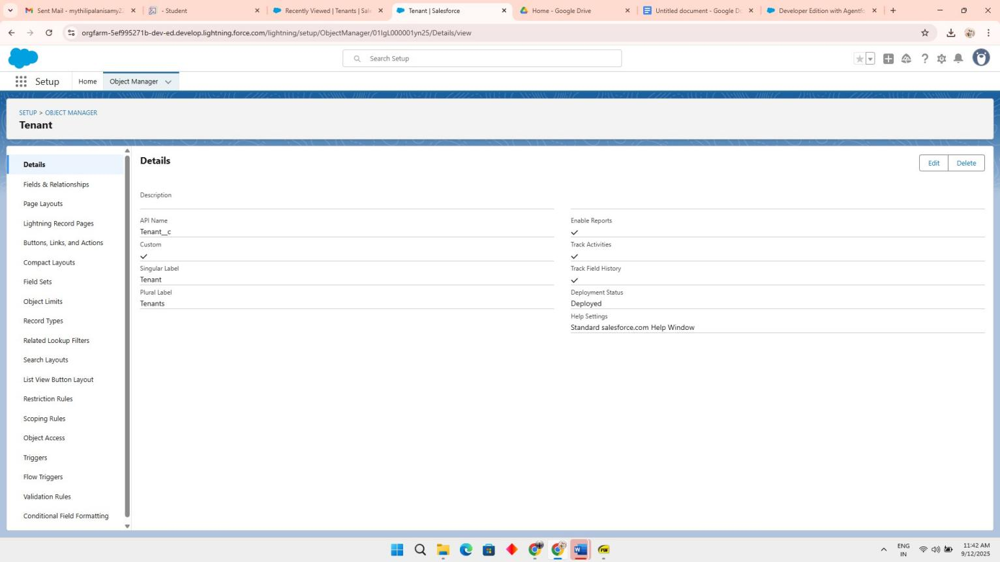 Sent Mail - mythilipalanisamy2
- Student
Recently Viewed | Tenants | Sal
Tenant | Salesforce
Home - Google Drive
Untitled document - Google D
Developer Edition with Agentf
orgfarm-5ef995271b-dev-ed.develop.lightning.force.com/lightning/setup/ObjectManager/01IgL000001yn25/Details/view
Search Setup
Setup
Home
Object Manager
SETUP > OBJECT MANAGER
Tenant
Details
Fields & Relationships
Page Layouts
Lightning Record Pages
Buttons, Links, and Actions
Compact Layouts
Field Sets
Object Limits
Record Types
Related Lookup Filters
Search Layouts
List View Button Layout
Restriction Rules
Scoping Rules
Object Access
Triggers
Flow Triggers
Validation Rules
Conditional Field Formatting
Details
Edit
Delete
Description
API Name
Tenant__c
Custom
Singular Label
Tenant
Plural Label
Tenants
Enable Reports
Track Activities
Track Field History
Deployment Status
Deployed
Help Settings
Standard salesforce.com Help Window
ENG
IN
11:42 AM
9/12/2025